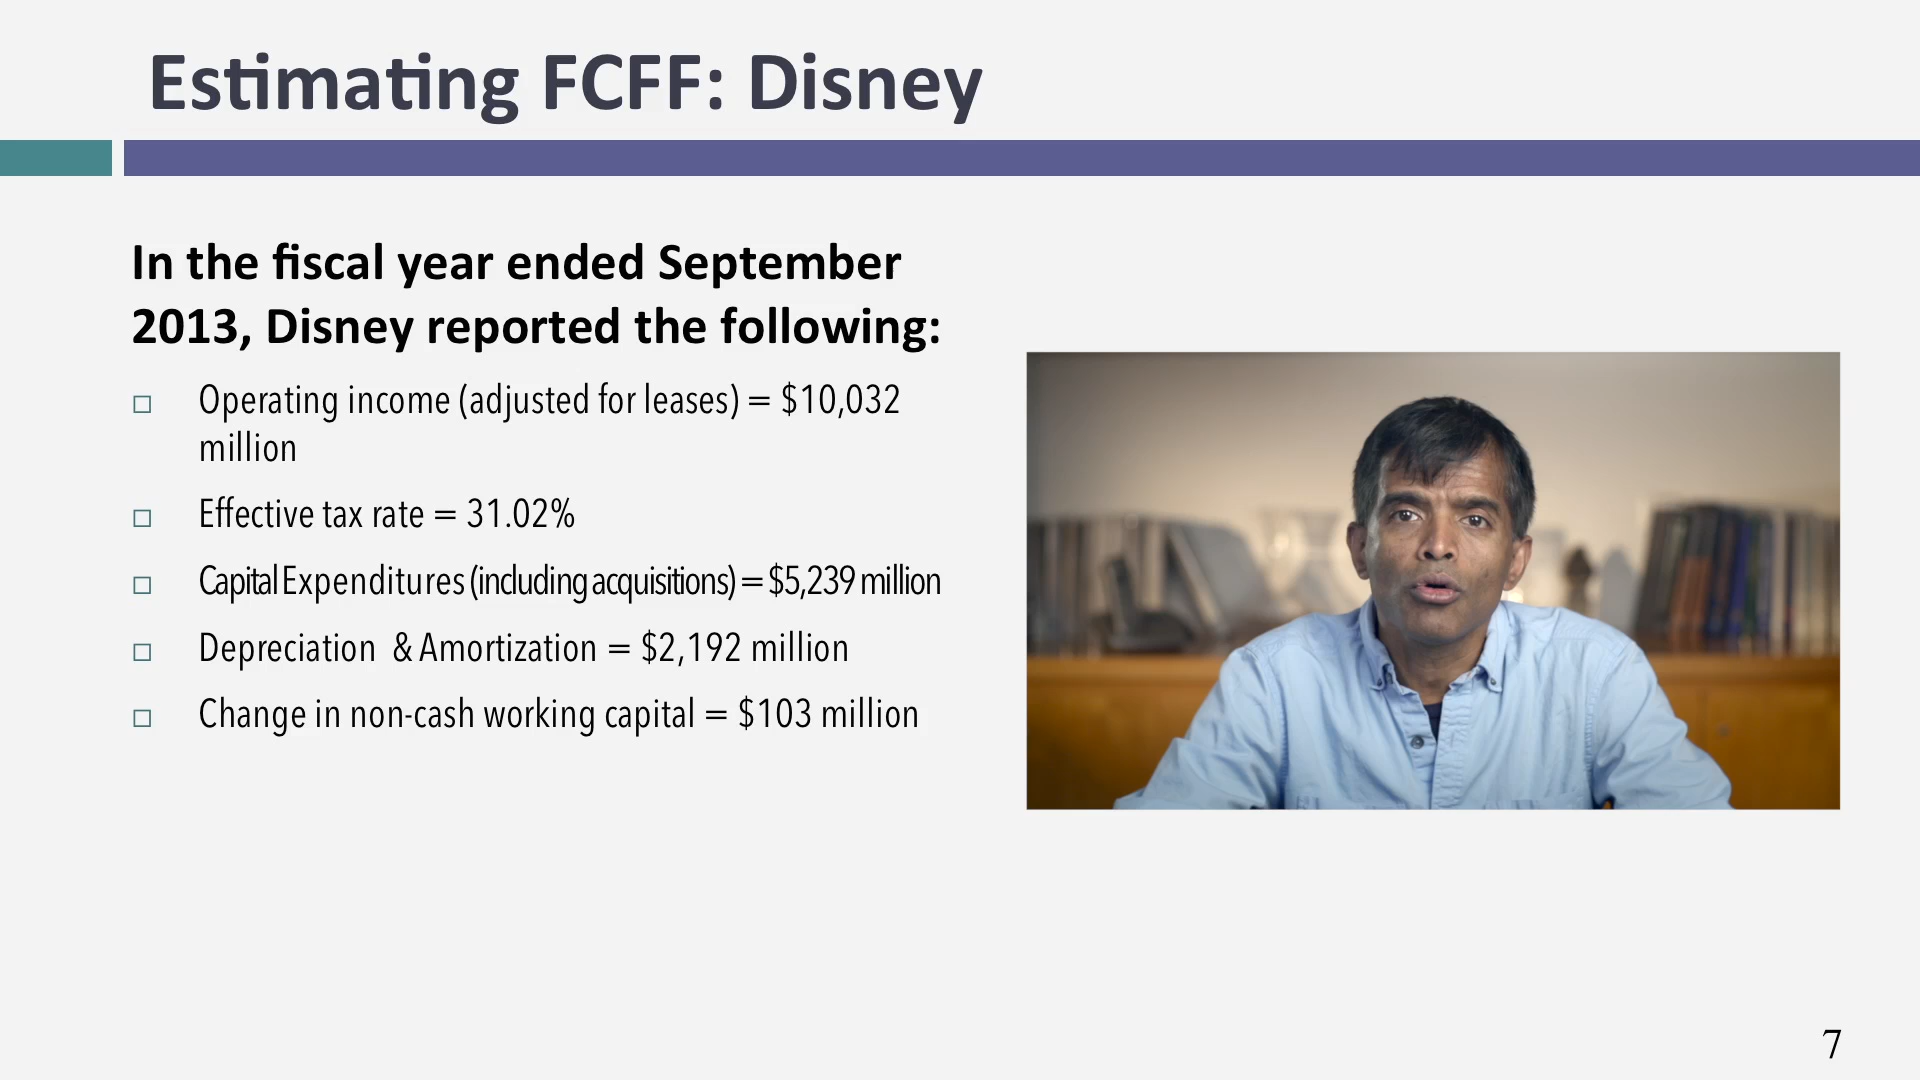 Estimating FCFF: Disney
In the fiscal year ended September
2013, Disney reported the following:
Operating income (adjusted for leases) = $10,032
million
Effective tax rate = 31.02%
Capital Expenditures (including acquisitions) = $5,239 million
Depreciation & Amortization = $2,192 million
Change in non-cash working capital = $103 million
7